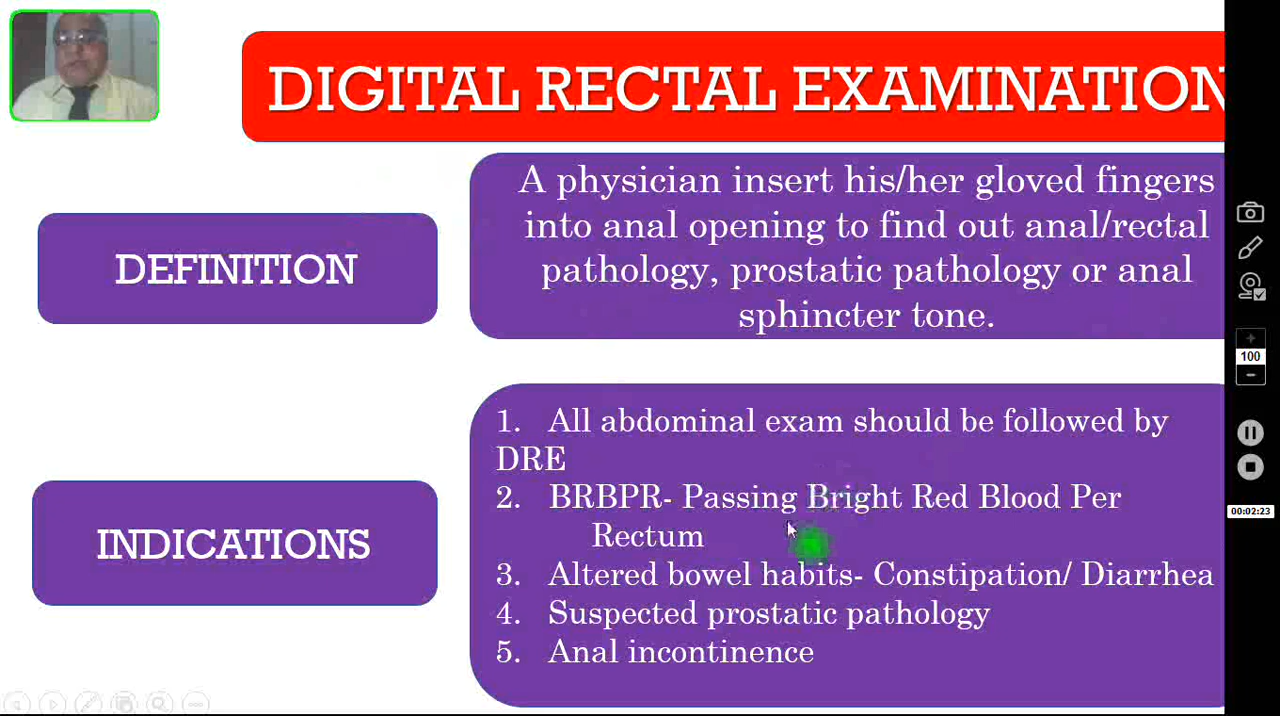 DIGITAL RECTAL EXAMINATION
DEFINITION
A physician insert his/her gloved fingers
into anal opening to find out anal/rectal
pathology, prostatic pathology or anal
sphincter tone.
INDICATIONS
1. All abdominal exam should be followed by
DRE
2. BRBPR- Passing Bright Red Blood Per
Rectum
3. Altered bowel habits- Constipation/ Diarrhea
4. Suspected prostatic pathology
5. Anal incontinence
100
00:02:23